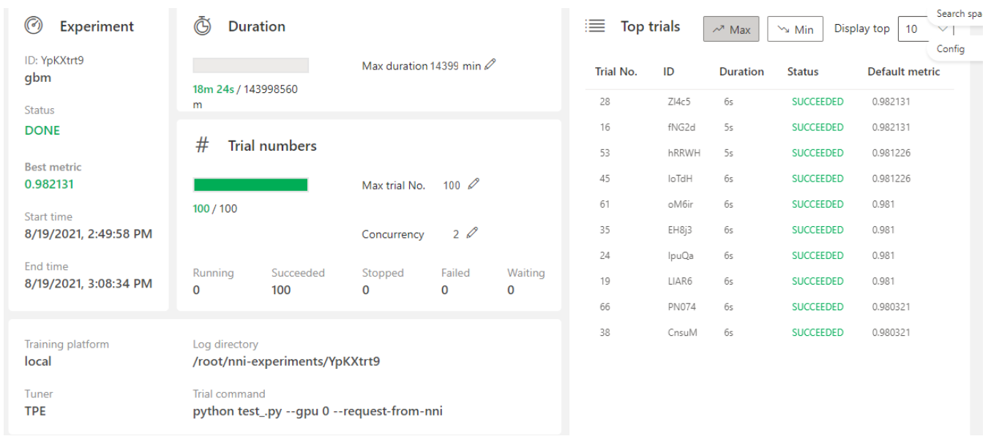 Experiment
ID: YpKXtrt9
gbm
Status
DONE
Best metric
0.982131
Start time
8/19/2021, 2:49:58 PM
End time
8/19/2021, 3:08:34 PM
Duration
Max duration 14399 min
18m 24s / 143998560
m
# Trial numbers
Max trial No. 100
100 / 100
Concurrency 2
Running Succeeded Stopped Failed Waiting
0 100 0 0 0
Training platform Log directory
local /root/nni-experiments/YpKXtrt9
Tuner Trial command
TPE python test_.py --gpu 0 --request-from-nni
Search spa
Top trials Max Min Display top 10
Config
Trial No. ID Duration Status Default metric
28 ZI4c5 6s SUCCEEDED 0.982131
16 fNG2d 5s SUCCEEDED 0.982131
53 hRRWH 5s SUCCEEDED 0.981226
45 IoTdH 6s SUCCEEDED 0.981226
61 oM6ir 6s SUCCEEDED 0.981
35 EH8j3 6s SUCCEEDED 0.981
24 IpuQa 6s SUCCEEDED 0.981
19 LIAR6 6s SUCCEEDED 0.981
66 PN074 6s SUCCEEDED 0.980321
38 CnsuM 6s SUCCEEDED 0.980321